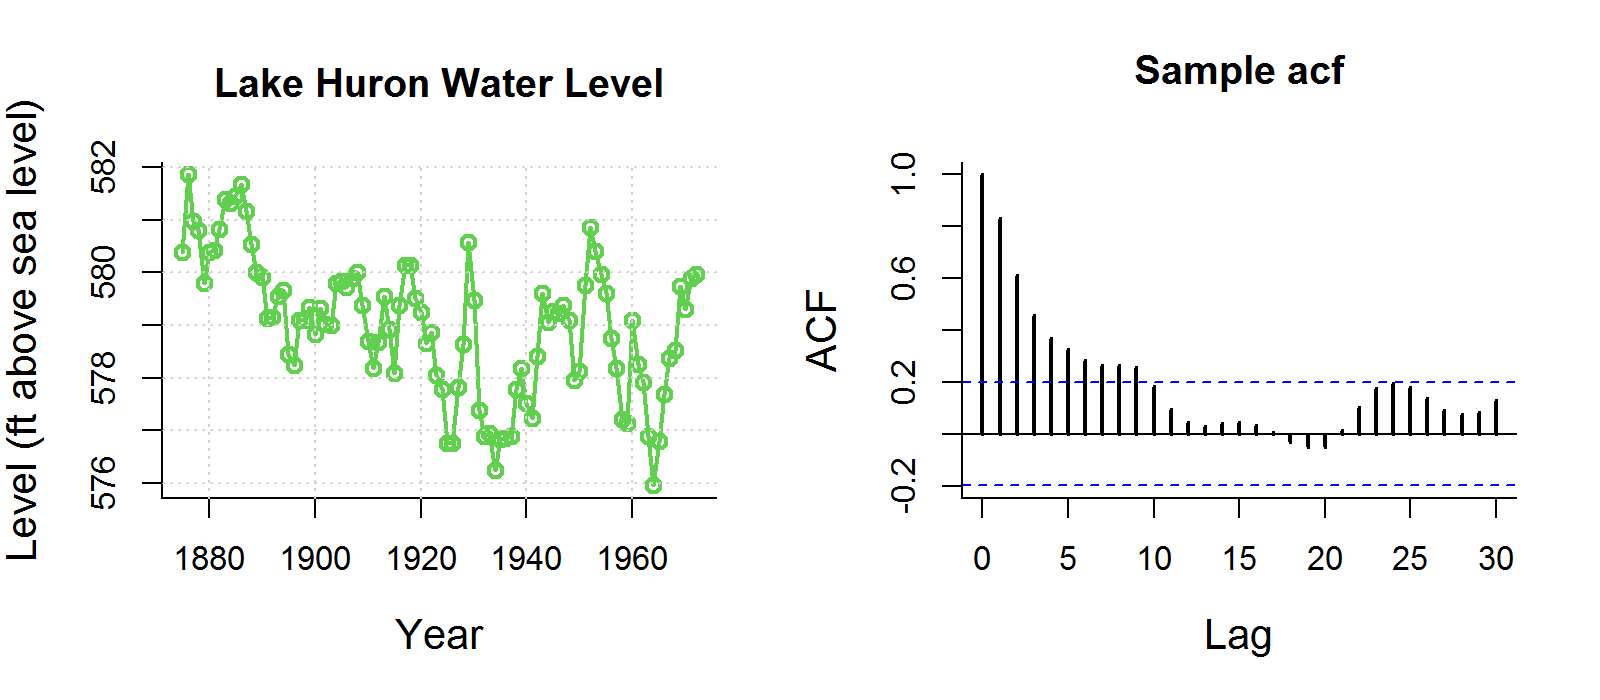 Lake Huron Water Level
Level (ft above sea level)
582
580
578
576
1880 1900 1920 1940 1960
Year
Sample acf
ACF
1.0
0.6
0.2
-0.2
0 5 10 15 20 25 30
Lag